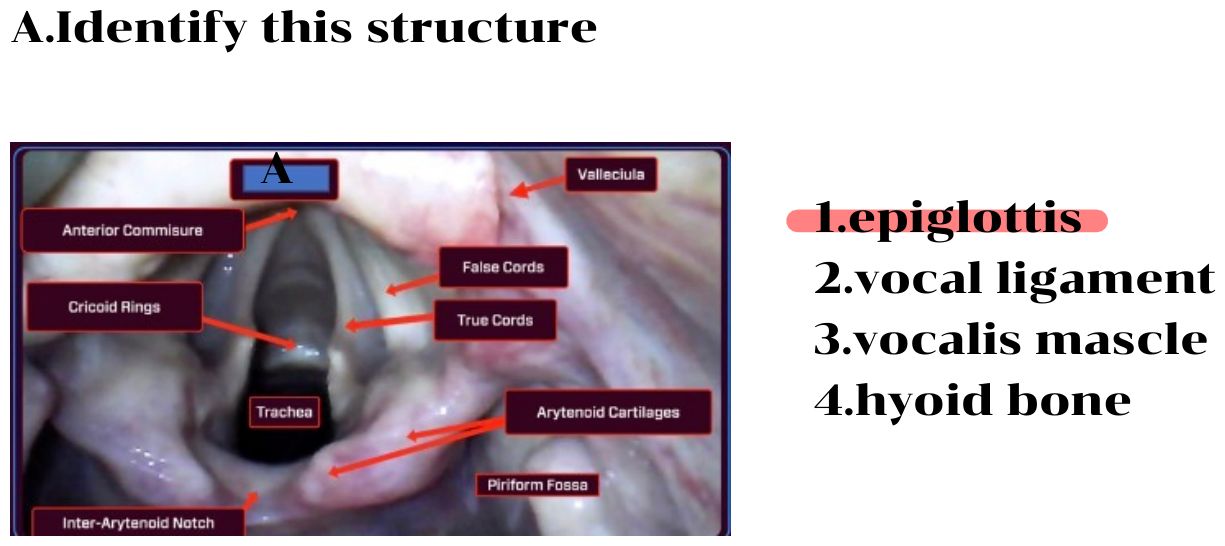 A.Identify this structure
A
Valleciula
Anterior Commisure
False Cords
Cricoid Rings
True Cords
Trachea
Arytenoid Cartilages
Piriform Fossa
Inter-Arytenoid Notch
1.epiglottis
2.vocal ligament
3.vocalis mascle
4.hyoid bone